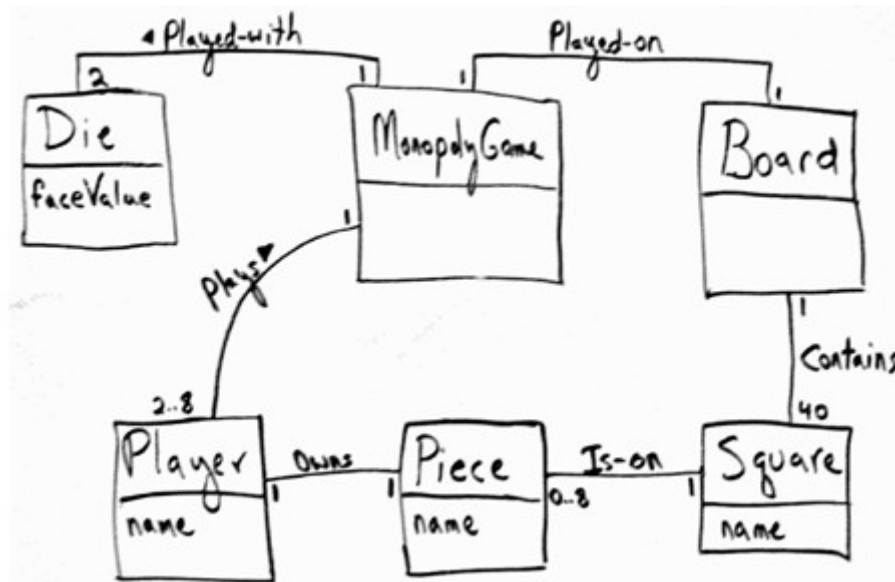 ◄ Played-with
Played-on
2
1
1
1
Die
faceValue
MonopolyGame
Board
1
Plays ►
1
Contains
2..8
40
Player
name
Owns
1
1
Piece
name
Is-on
0..8
1
Square
name